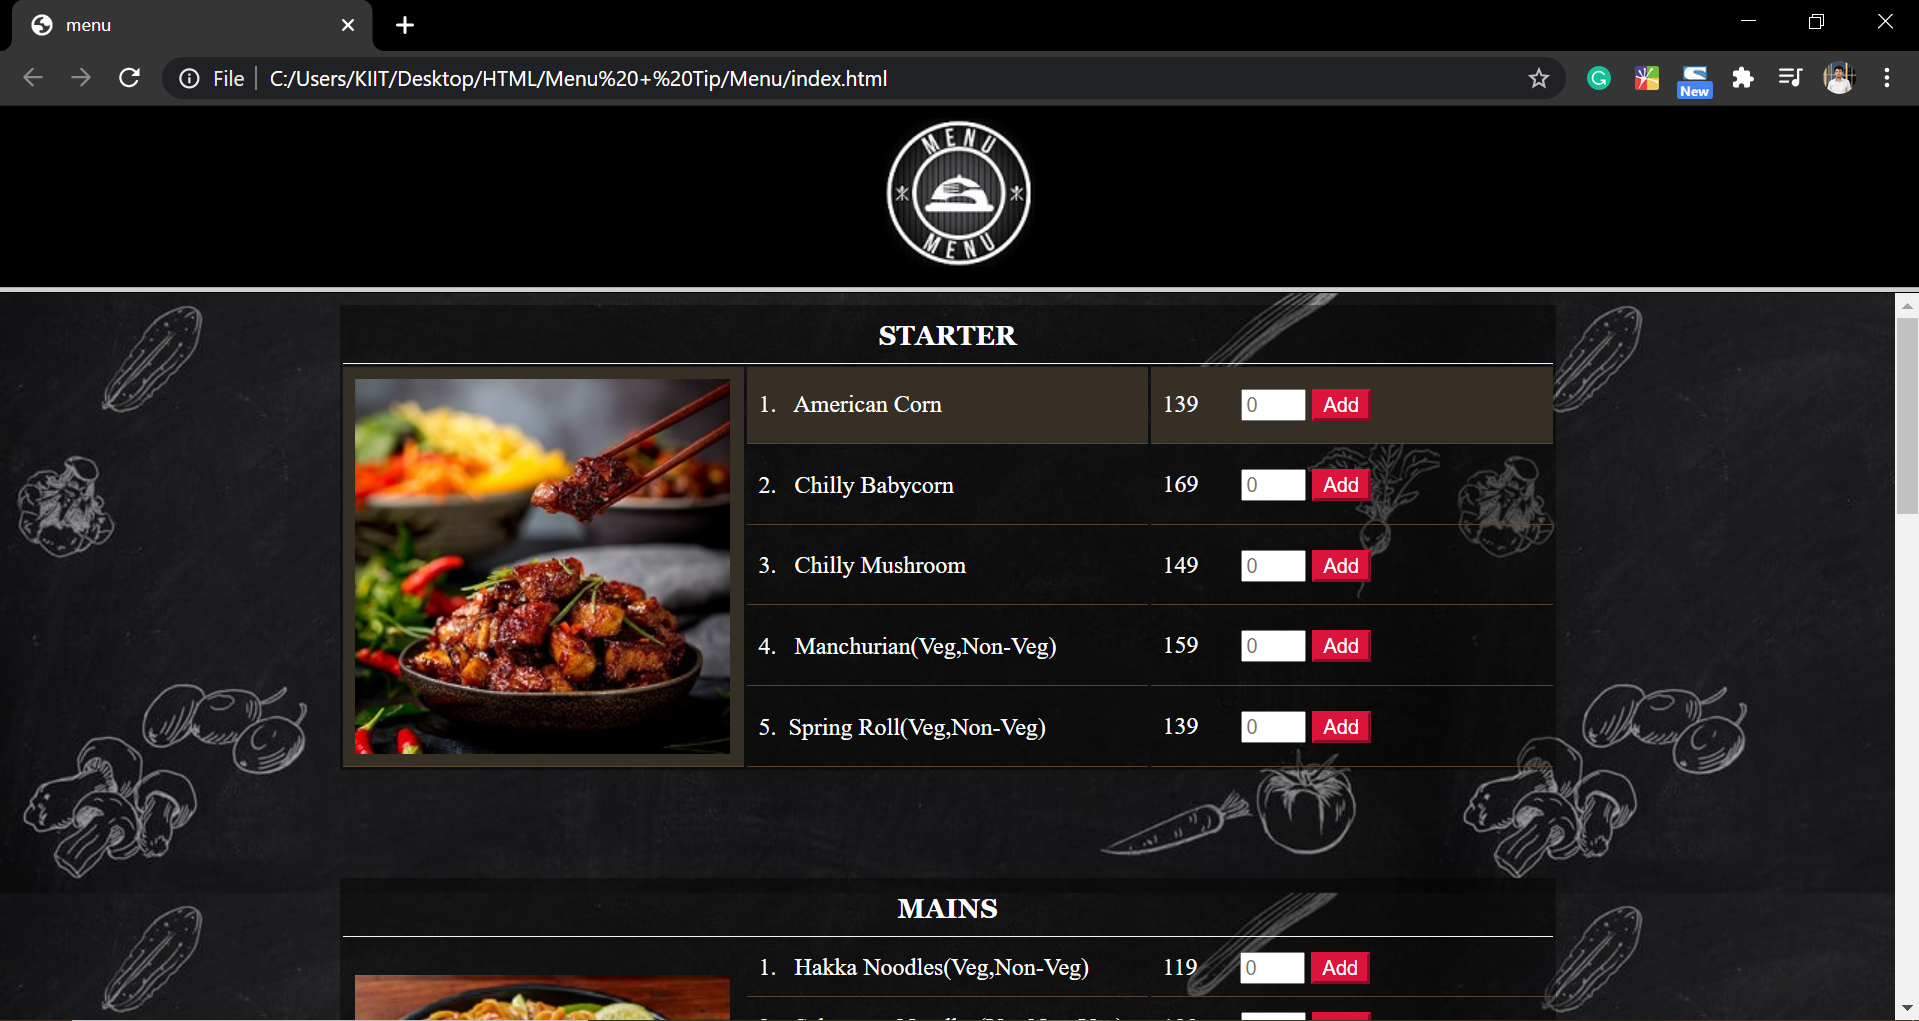 menu
File
C:/Users/KIIT/Desktop/HTML/Menu%20+%20Tip/Menu/index.html
New
MENU
MENU
STARTER
1. American Corn 139 0 Add
2. Chilly Babycorn 169 0 Add
3. Chilly Mushroom 149 0 Add
4. Manchurian(Veg,Non-Veg) 159 0 Add
5. Spring Roll(Veg,Non-Veg) 139 0 Add
MAINS
1. Hakka Noodles(Veg,Non-Veg) 119 0 Add